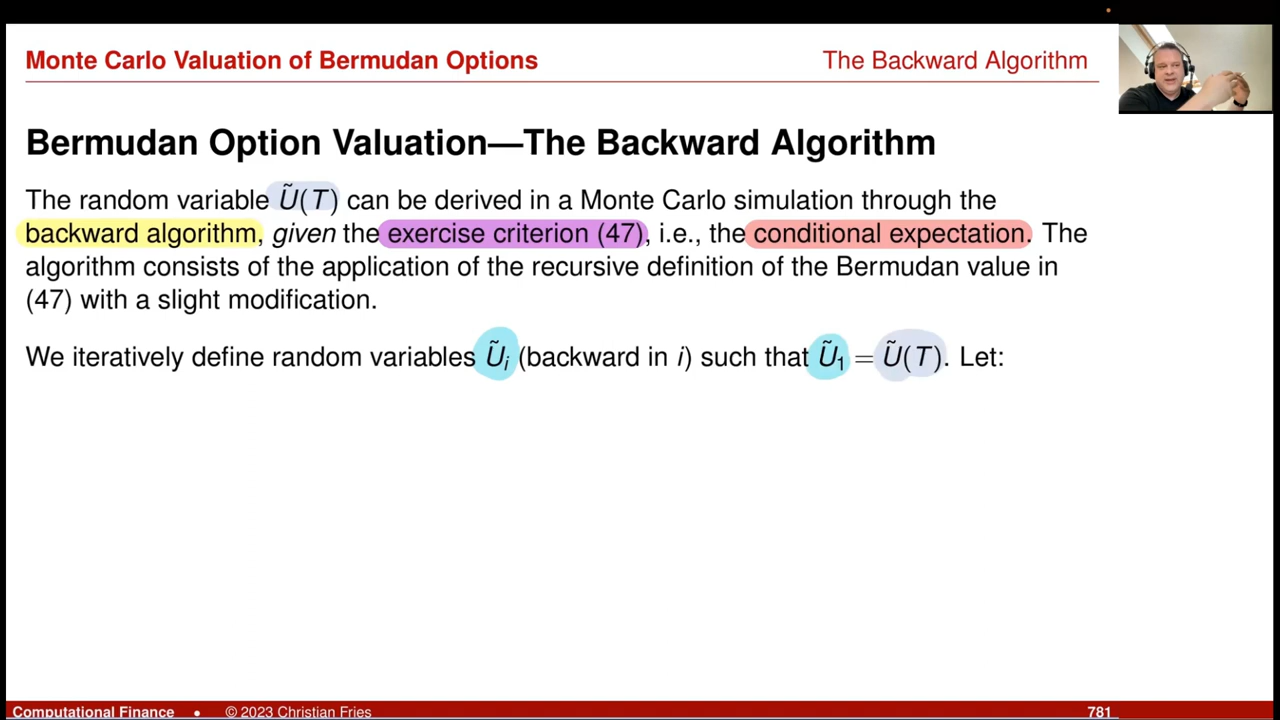 Monte Carlo Valuation of Bermudan Options
The Backward Algorithm
Bermudan Option Valuation—The Backward Algorithm
The random variable Ũ(T) can be derived in a Monte Carlo simulation through the
backward algorithm, given the exercise criterion (47), i.e., the conditional expectation. The
algorithm consists of the application of the recursive definition of the Bermudan value in
(47) with a slight modification.
We iteratively define random variables Ũᵢ (backward in i) such that Ũ₁ = Ũ(T). Let:
Computational Finance • © 2023 Christian Fries
781